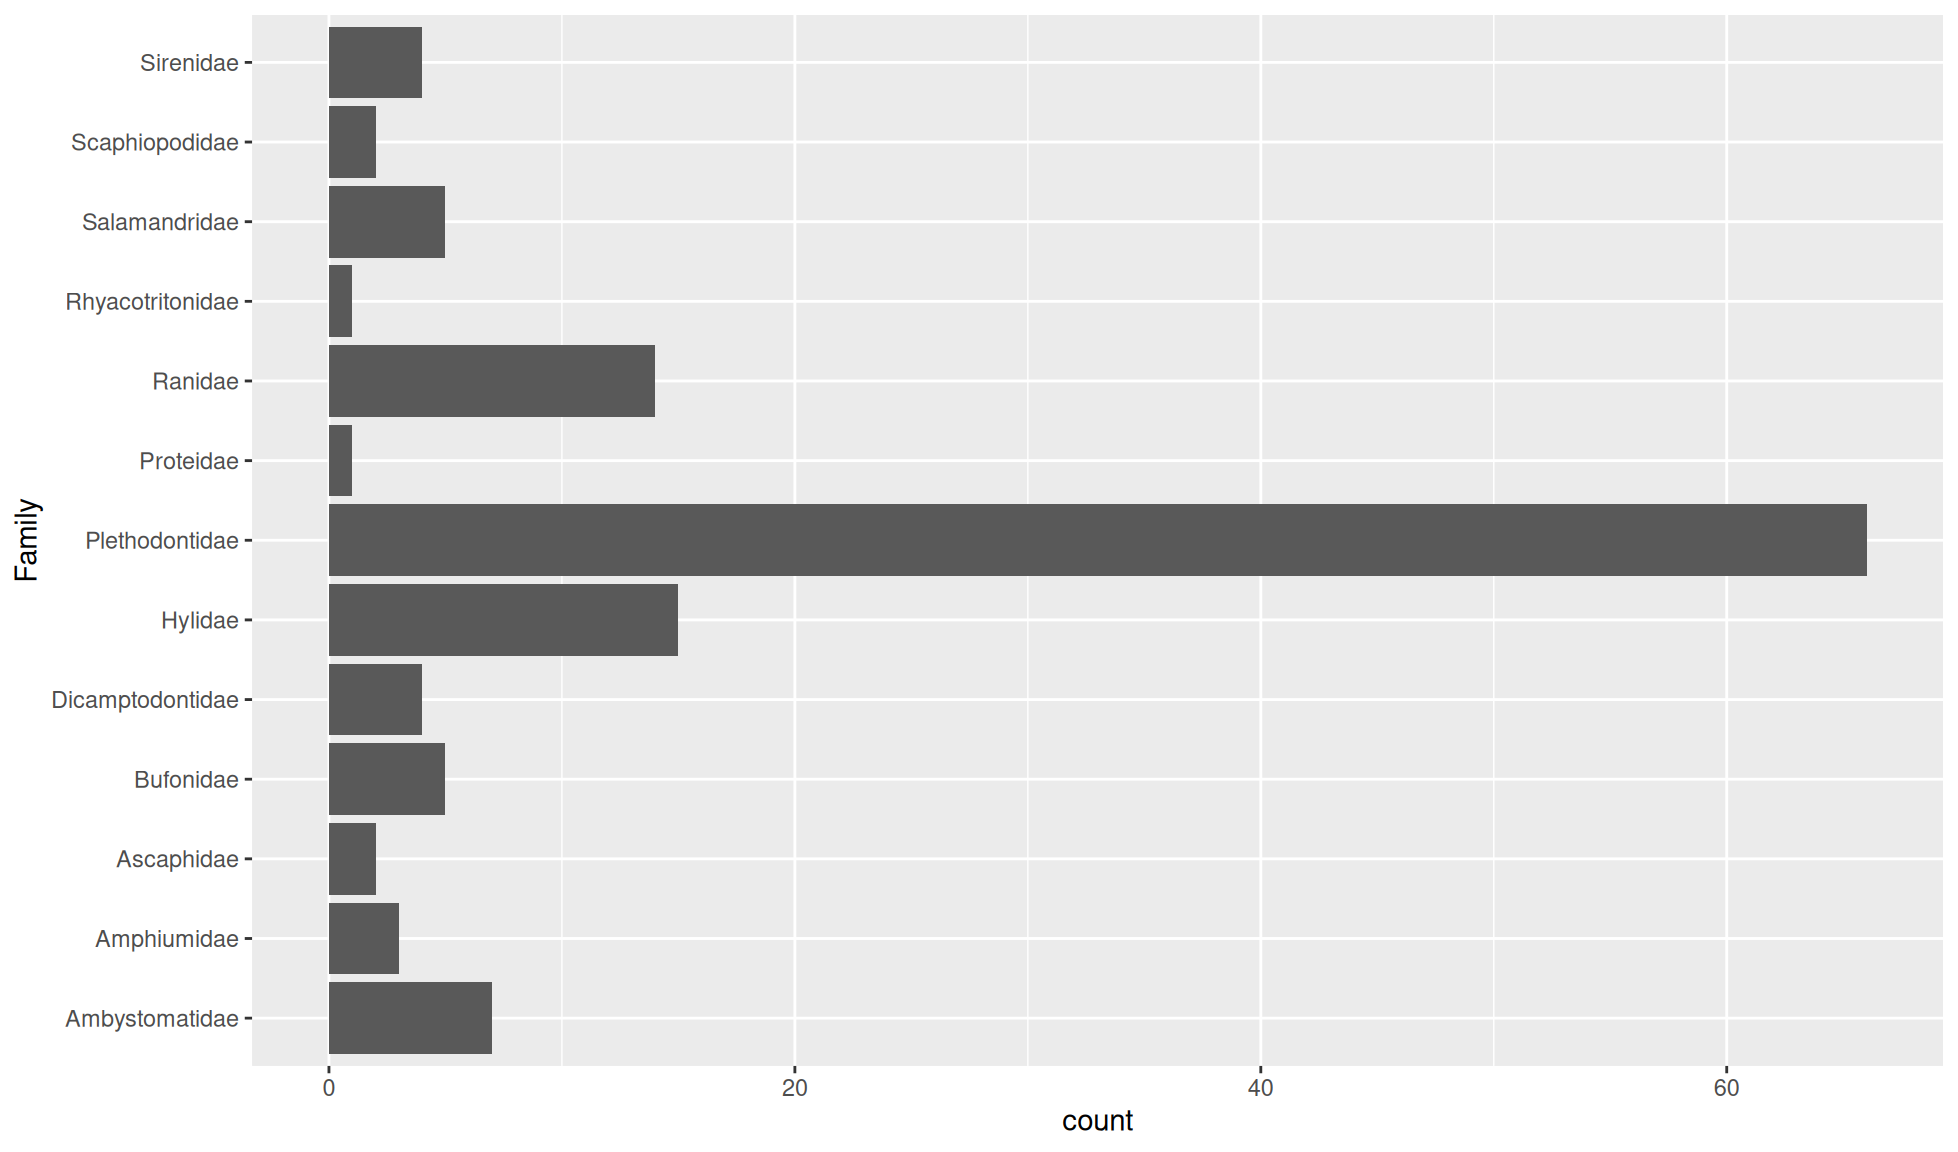 Sirenidae
Scaphiopodidae
Salamandridae
Rhyacotritonidae
Ranidae
Proteidae
Plethodontidae
Hylidae
Dicamptodontidae
Bufonidae
Ascaphidae
Amphiumidae
Ambystomatidae
Family
0 20 40 60
count